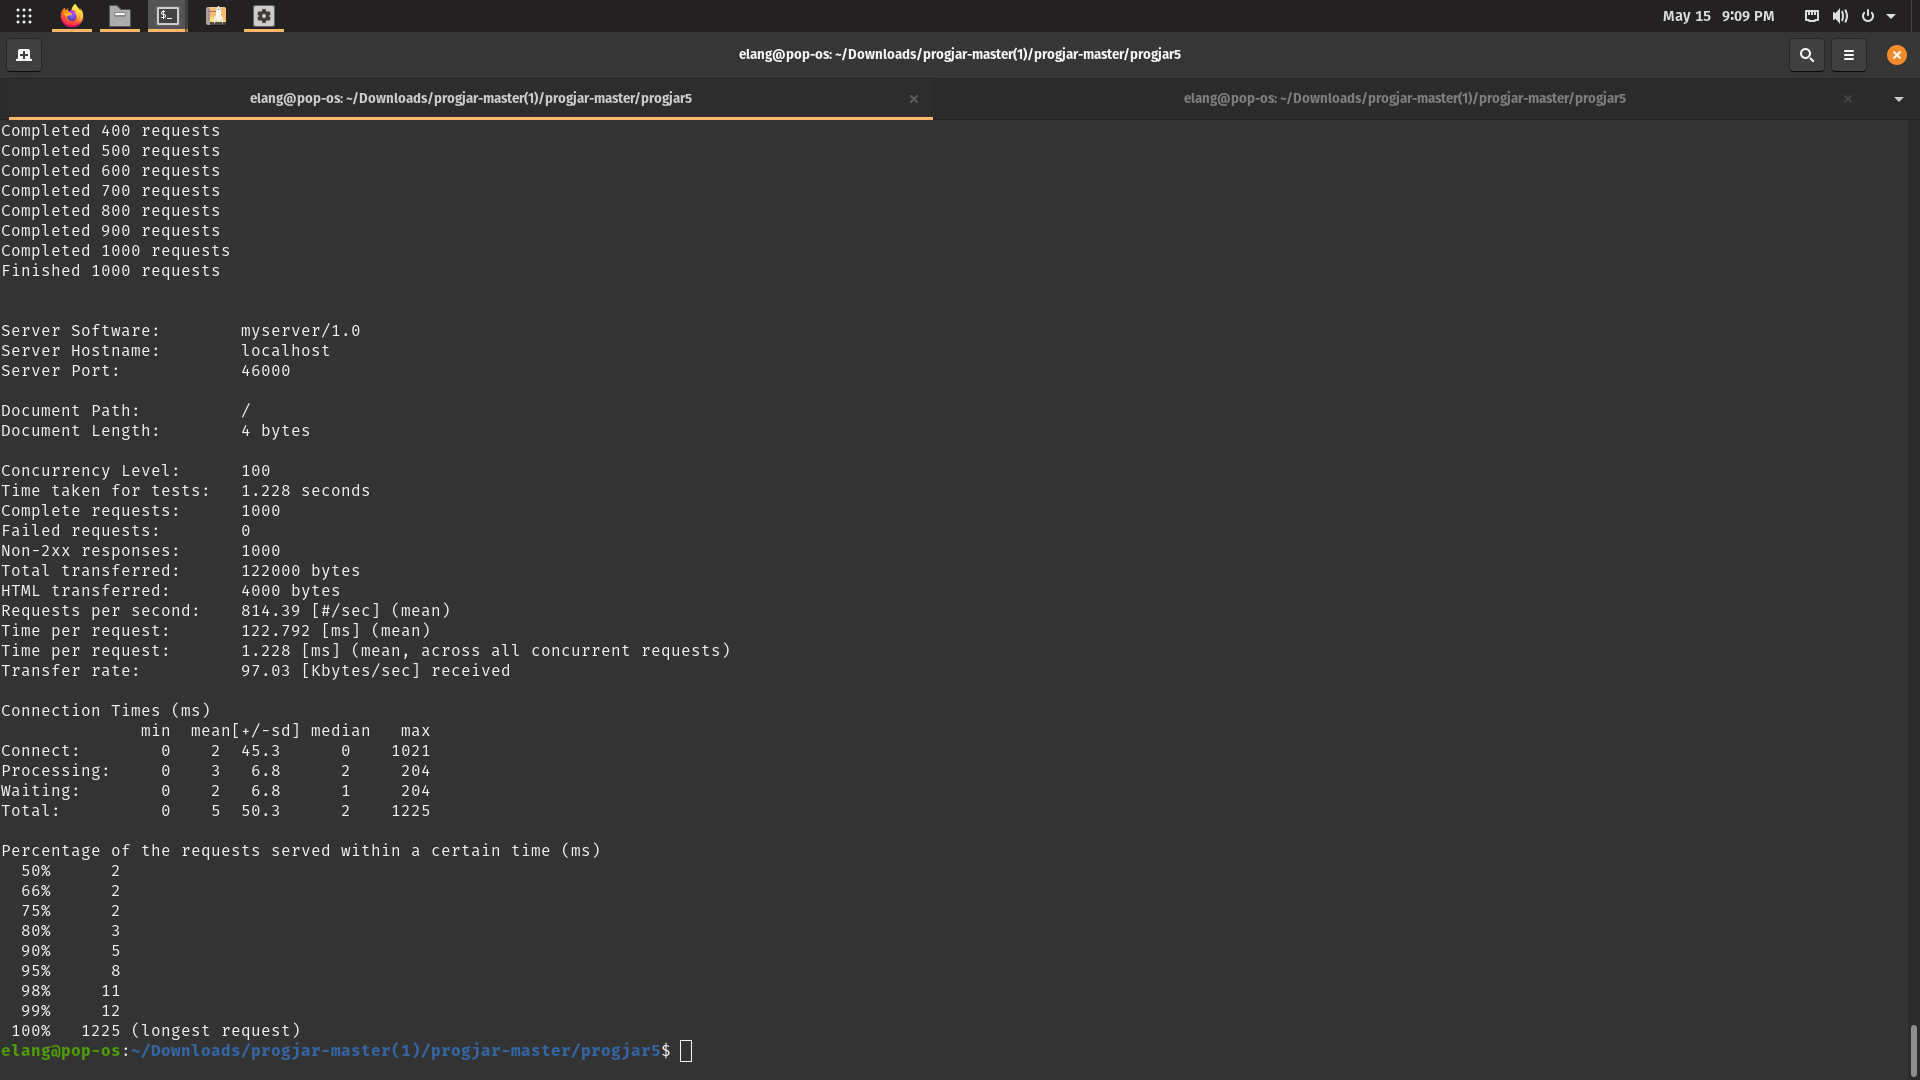 May 15 9:09 PM
elang@pop-os: ~/Downloads/progjar-master(1)/progjar-master/progjar5
elang@pop-os: ~/Downloads/progjar-master(1)/progjar-master/progjar5
elang@pop-os: ~/Downloads/progjar-master(1)/progjar-master/progjar5
Completed 400 requests
Completed 500 requests
Completed 600 requests
Completed 700 requests
Completed 800 requests
Completed 900 requests
Completed 1000 requests
Finished 1000 requests
Server Software:        myserver/1.0
Server Hostname:        localhost
Server Port:            46000
Document Path:          /
Document Length:        4 bytes
Concurrency Level:      100
Time taken for tests:   1.228 seconds
Complete requests:      1000
Failed requests:        0
Non-2xx responses:      1000
Total transferred:      122000 bytes
HTML transferred:       4000 bytes
Requests per second:    814.39 [#/sec] (mean)
Time per request:       122.792 [ms] (mean)
Time per request:       1.228 [ms] (mean, across all concurrent requests)
Transfer rate:          97.03 [Kbytes/sec] received
Connection Times (ms)
              min  mean[+/-sd] median   max
Connect:        0    2  45.3      0    1021
Processing:     0    3   6.8      2     204
Waiting:        0    2   6.8      1     204
Total:          0    5  50.3      2    1225
Percentage of the requests served within a certain time (ms)
  50%      2
  66%      2
  75%      2
  80%      3
  90%      5
  95%      8
  98%     11
  99%     12
 100%   1225 (longest request)
elang@pop-os:~/Downloads/progjar-master(1)/progjar-master/progjar5$